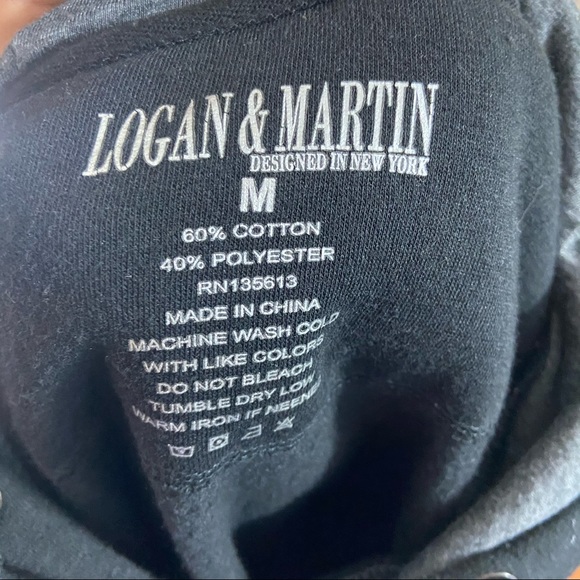 LOGAN & MARTIN
DESIGNED IN NEW YORK
M
60% COTTON
40% POLYESTER
RN135613
MADE IN CHINA
MACHINE WASH COLD
WITH LIKE COLORS
DO NOT BLEACH
TUMBLE DRY LOW
WARM IRON IF NEEDED